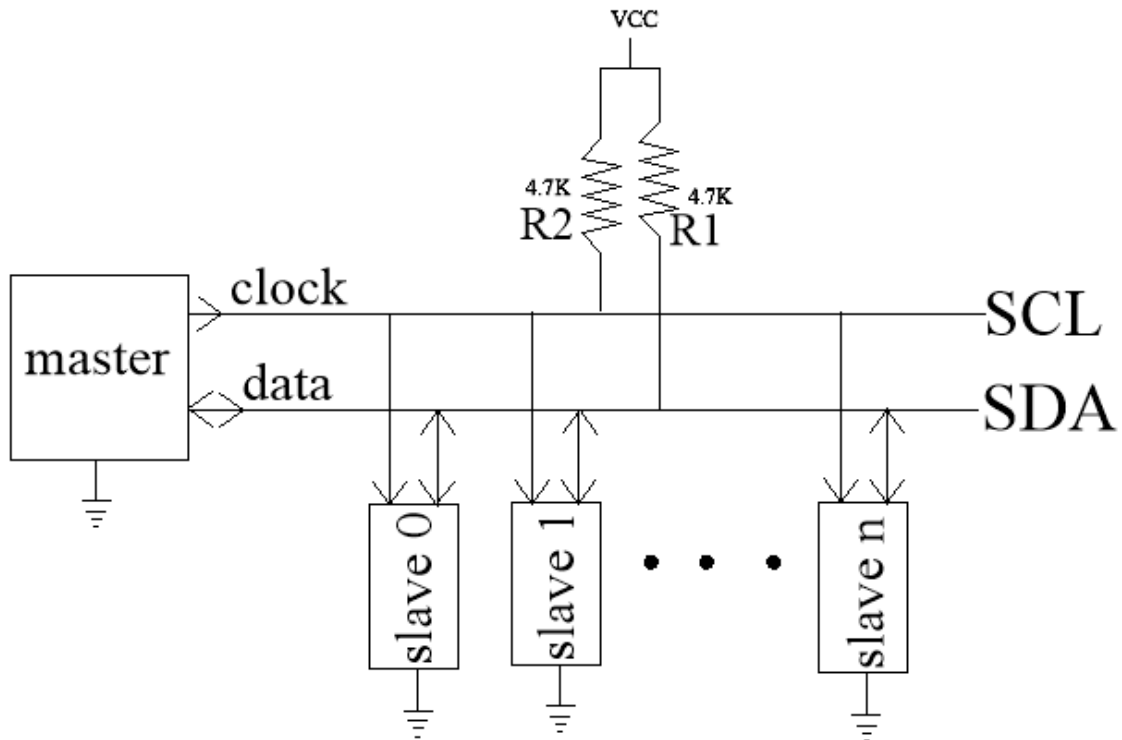 VCC
4.7K
R2
4.7K
R1
clock
SCL
master
data
SDA
slave 0
slave 1
slave n